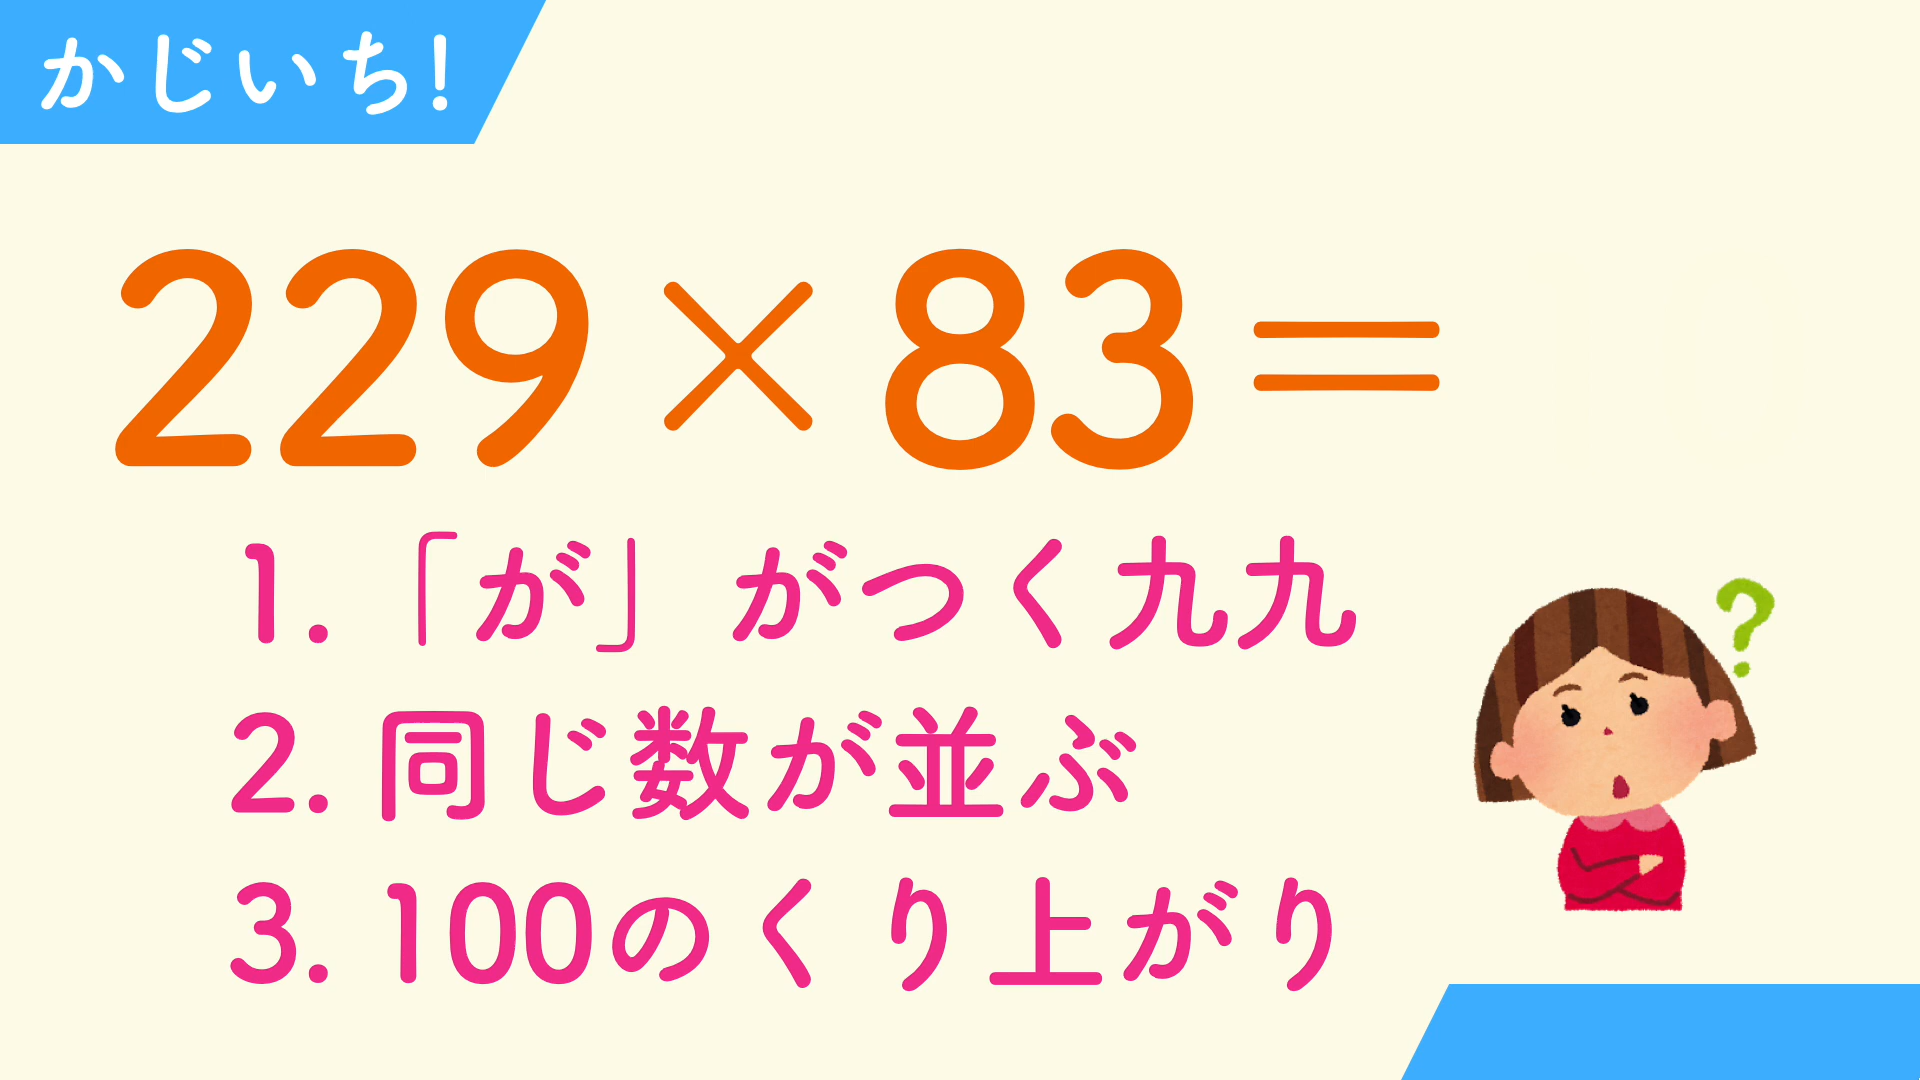 かじいち!
229×83=
1.「が」がつく九九
2.同じ数が並ぶ
3.100のくり上がり
?